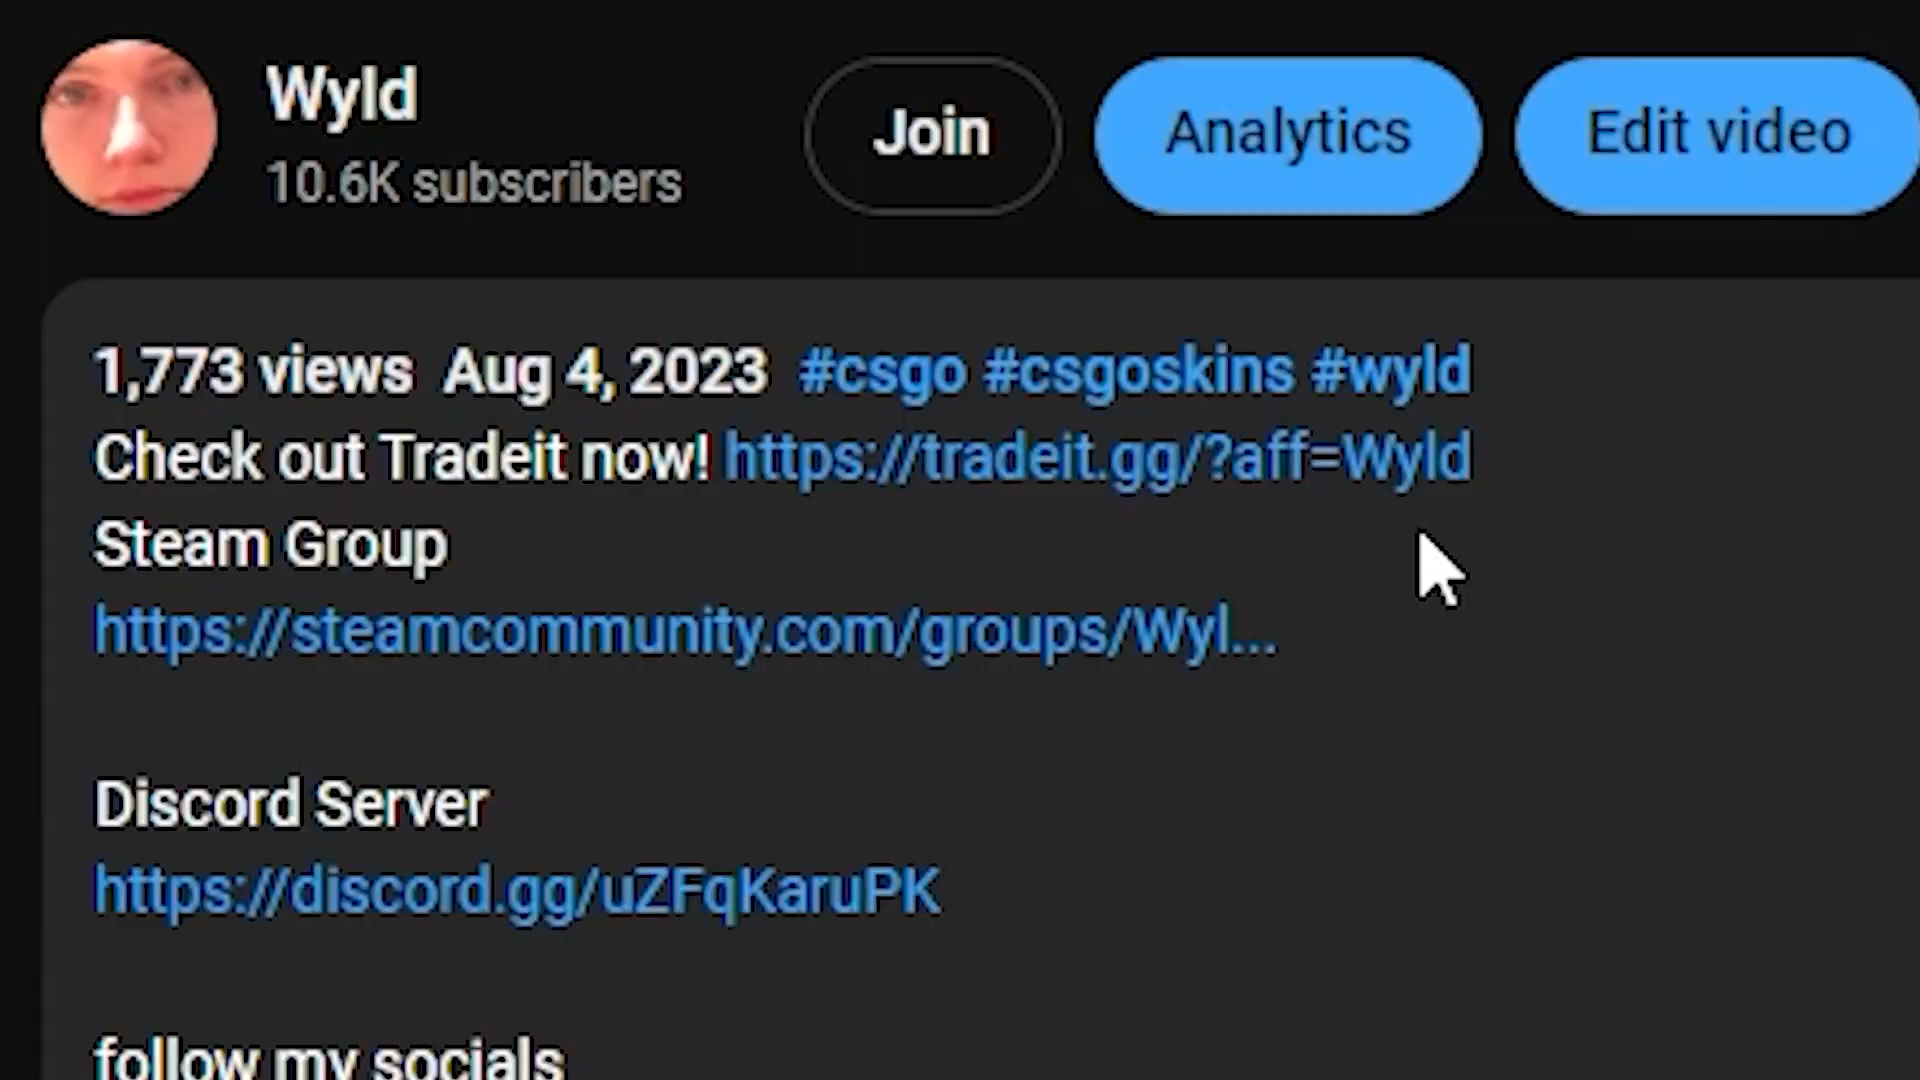 Wyld
10.6K subscribers
Join
Analytics
Edit video
1,773 views Aug 4, 2023 #csgo #csgoskins #wyld
Check out Tradeit now! https://tradeit.gg/?aff=Wyld
Steam Group
https://steamcommunity.com/groups/Wyl...
Discord Server
https://discord.gg/uZFqKaruPK
follow my socials